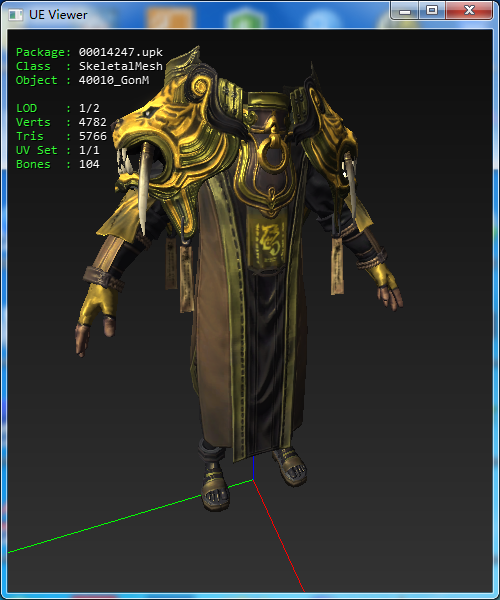 UE Viewer
Package: 00014247.upk
Class : SkeletalMesh
Object : 40010_GonM
LOD : 1/2
Verts : 4782
Tris : 5766
UV Set : 1/1
Bones : 104